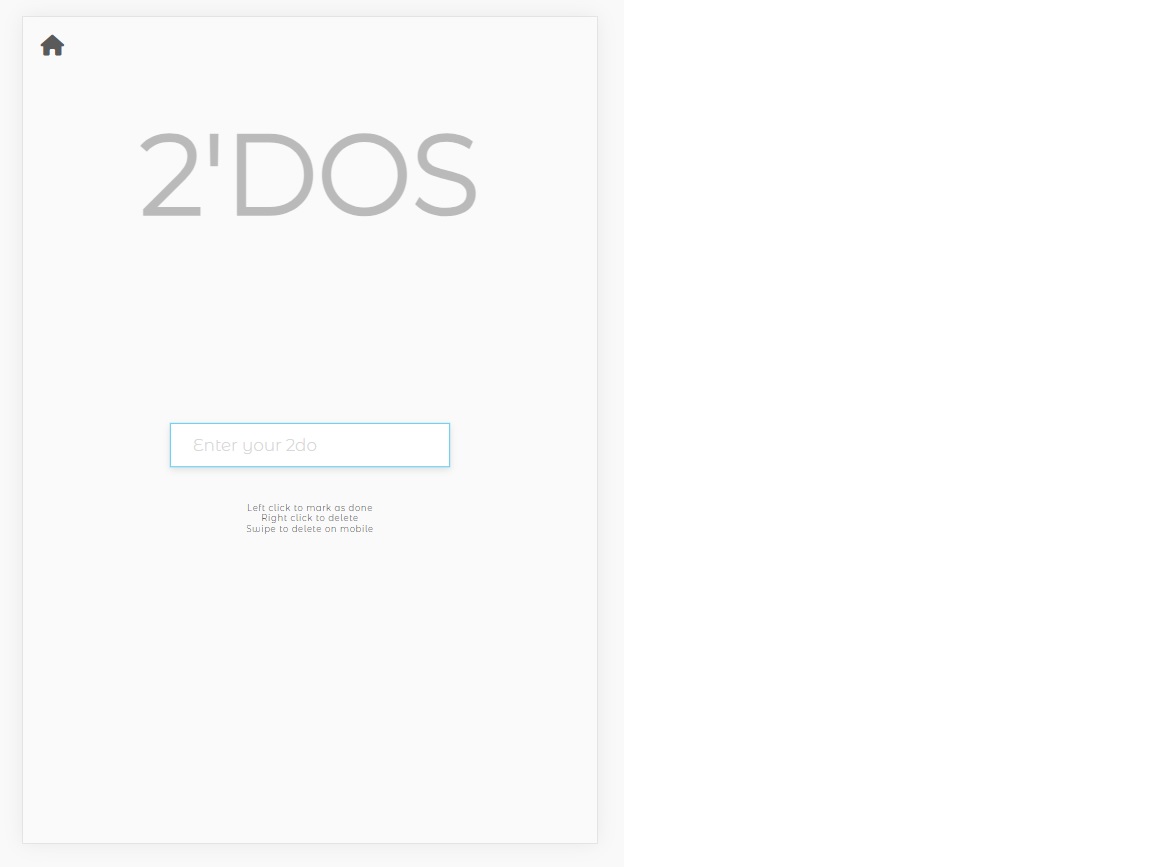 2'DOS
Enter your 2do
Left click to mark as done
Right click to delete
Swipe to delete on mobile